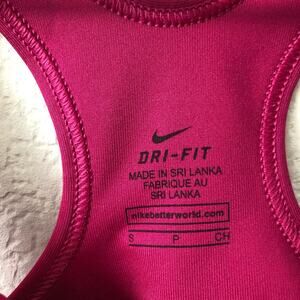 DRI-FIT
MADE IN SRI LANKA
FABRIQUE AU
SRI LANKA
nikebetterworld.com
S P CH